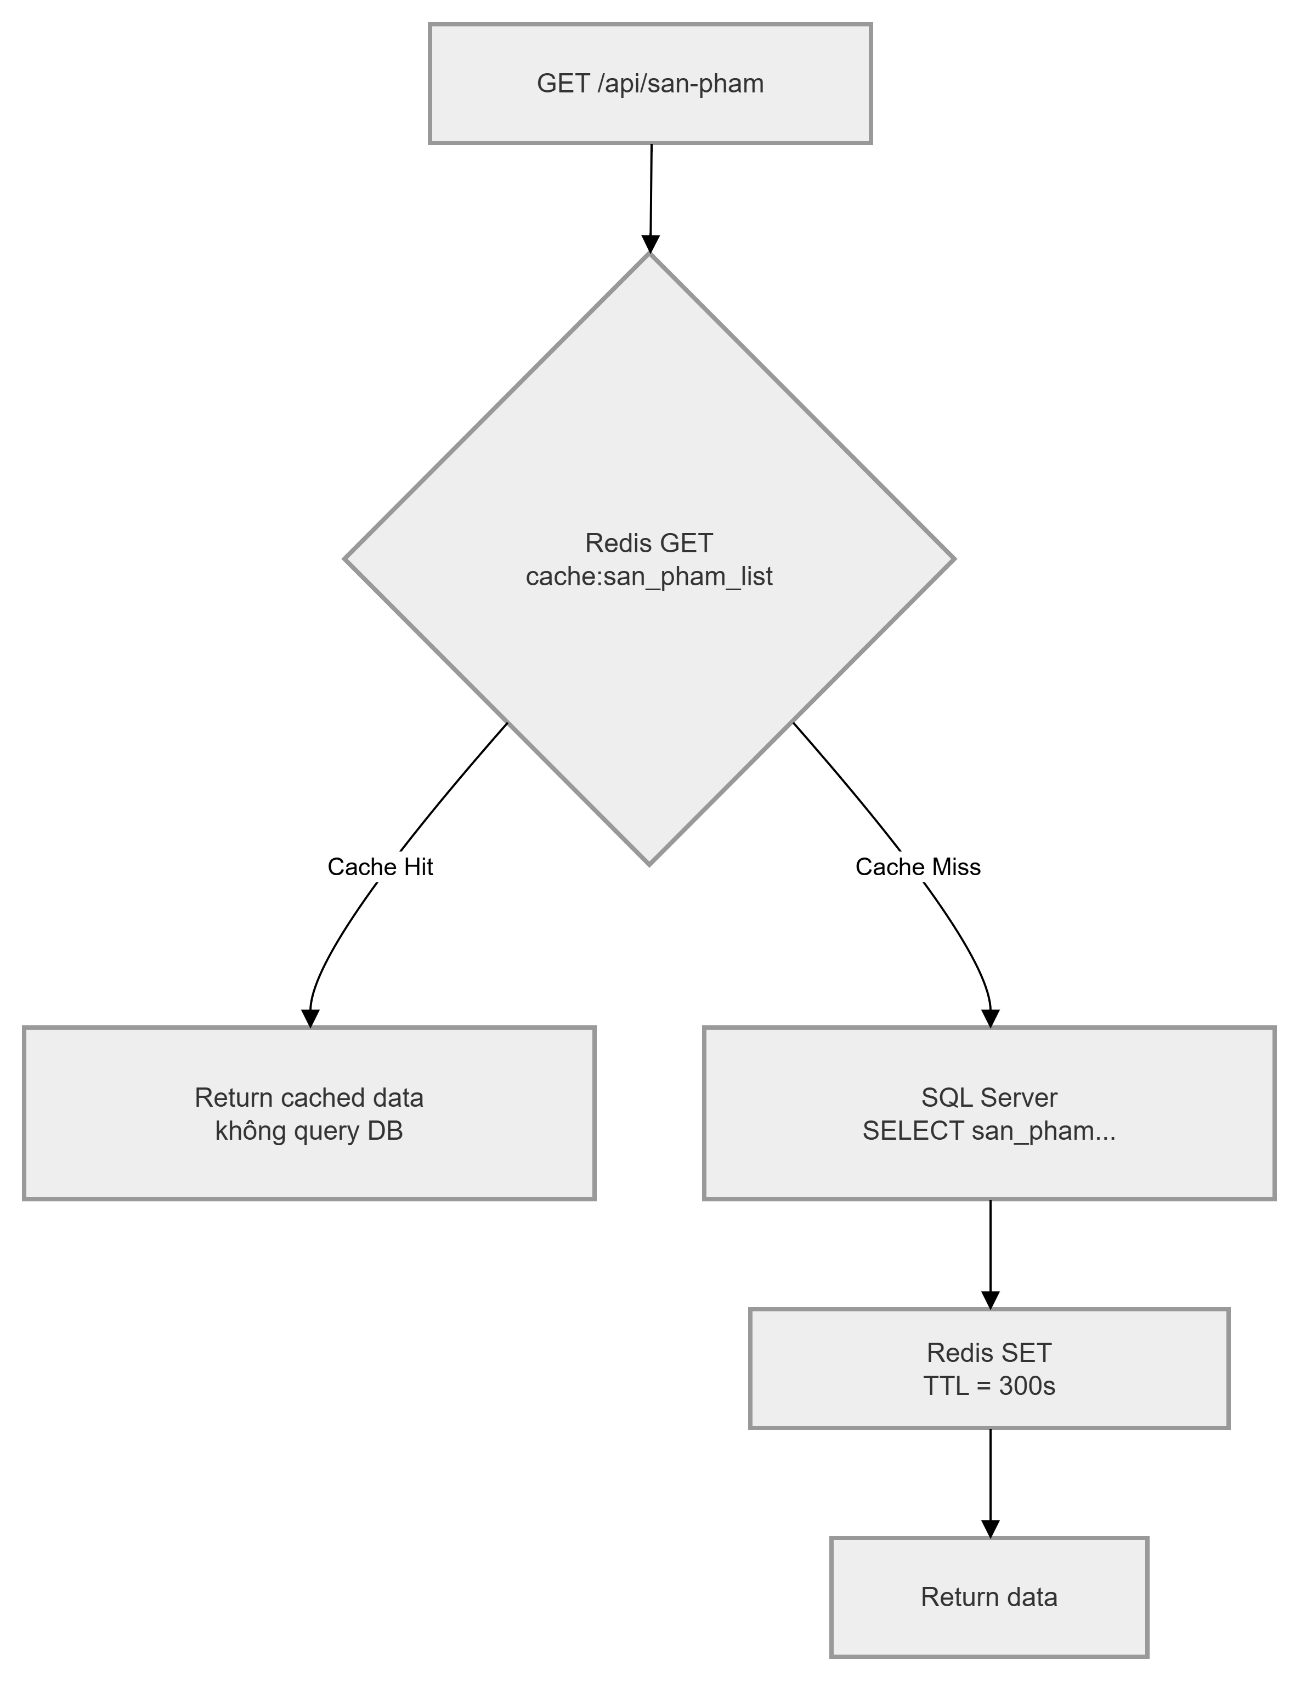 GET /api/san-pham
Redis GET
cache:san_pham_list
Cache Hit
Cache Miss
Return cached data
không query DB
SQL Server
SELECT san_pham...
Redis SET
TTL = 300s
Return data